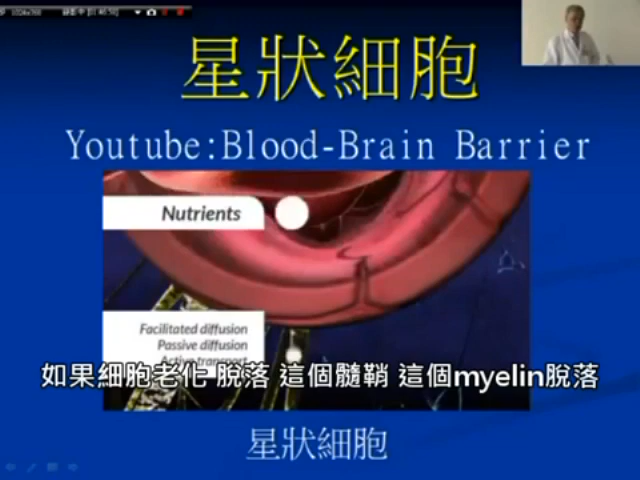 星狀細胞
Youtube:Blood-Brain Barrier
Nutrients
Facilitated diffusion
Passive diffusion
Active transport
如果細胞老化 脫落 這個髓鞘 這個myelin脫落
星狀細胞